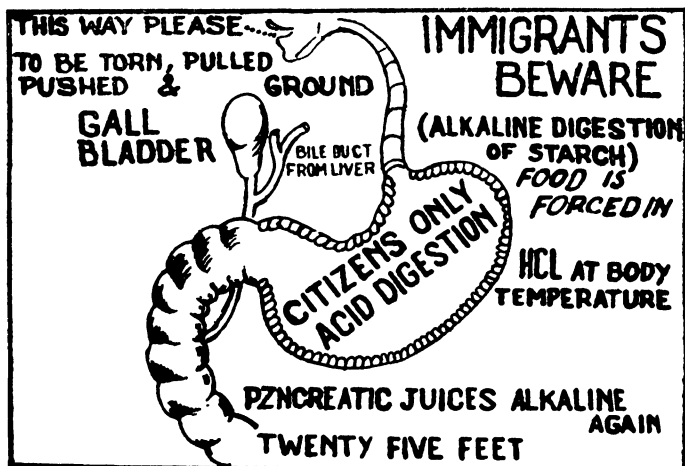 THIS WAY PLEASE
TO BE TORN, PULLED
PUSHED & GROUND
IMMIGRANTS
BEWARE
GALL
BLADDER
BILE DUCT
FROM LIVER
(ALKALINE DIGESTION
OF STARCH)
FOOD IS
FORCED IN
CITIZENS ONLY
ACID DIGESTION
HCL AT BODY
TEMPERATURE
PZNCREATIC JUICES ALKALINE
AGAIN
TWENTY FIVE FEET